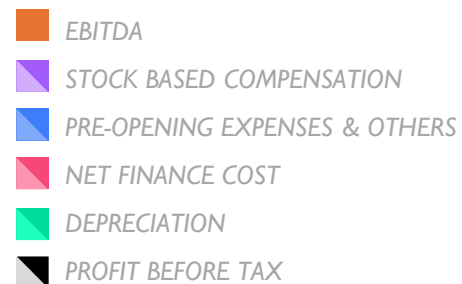 EBITDA
STOCK BASED COMPENSATION
PRE-OPENING EXPENSES & OTHERS
NET FINANCE COST
DEPRECIATION
PROFIT BEFORE TAX